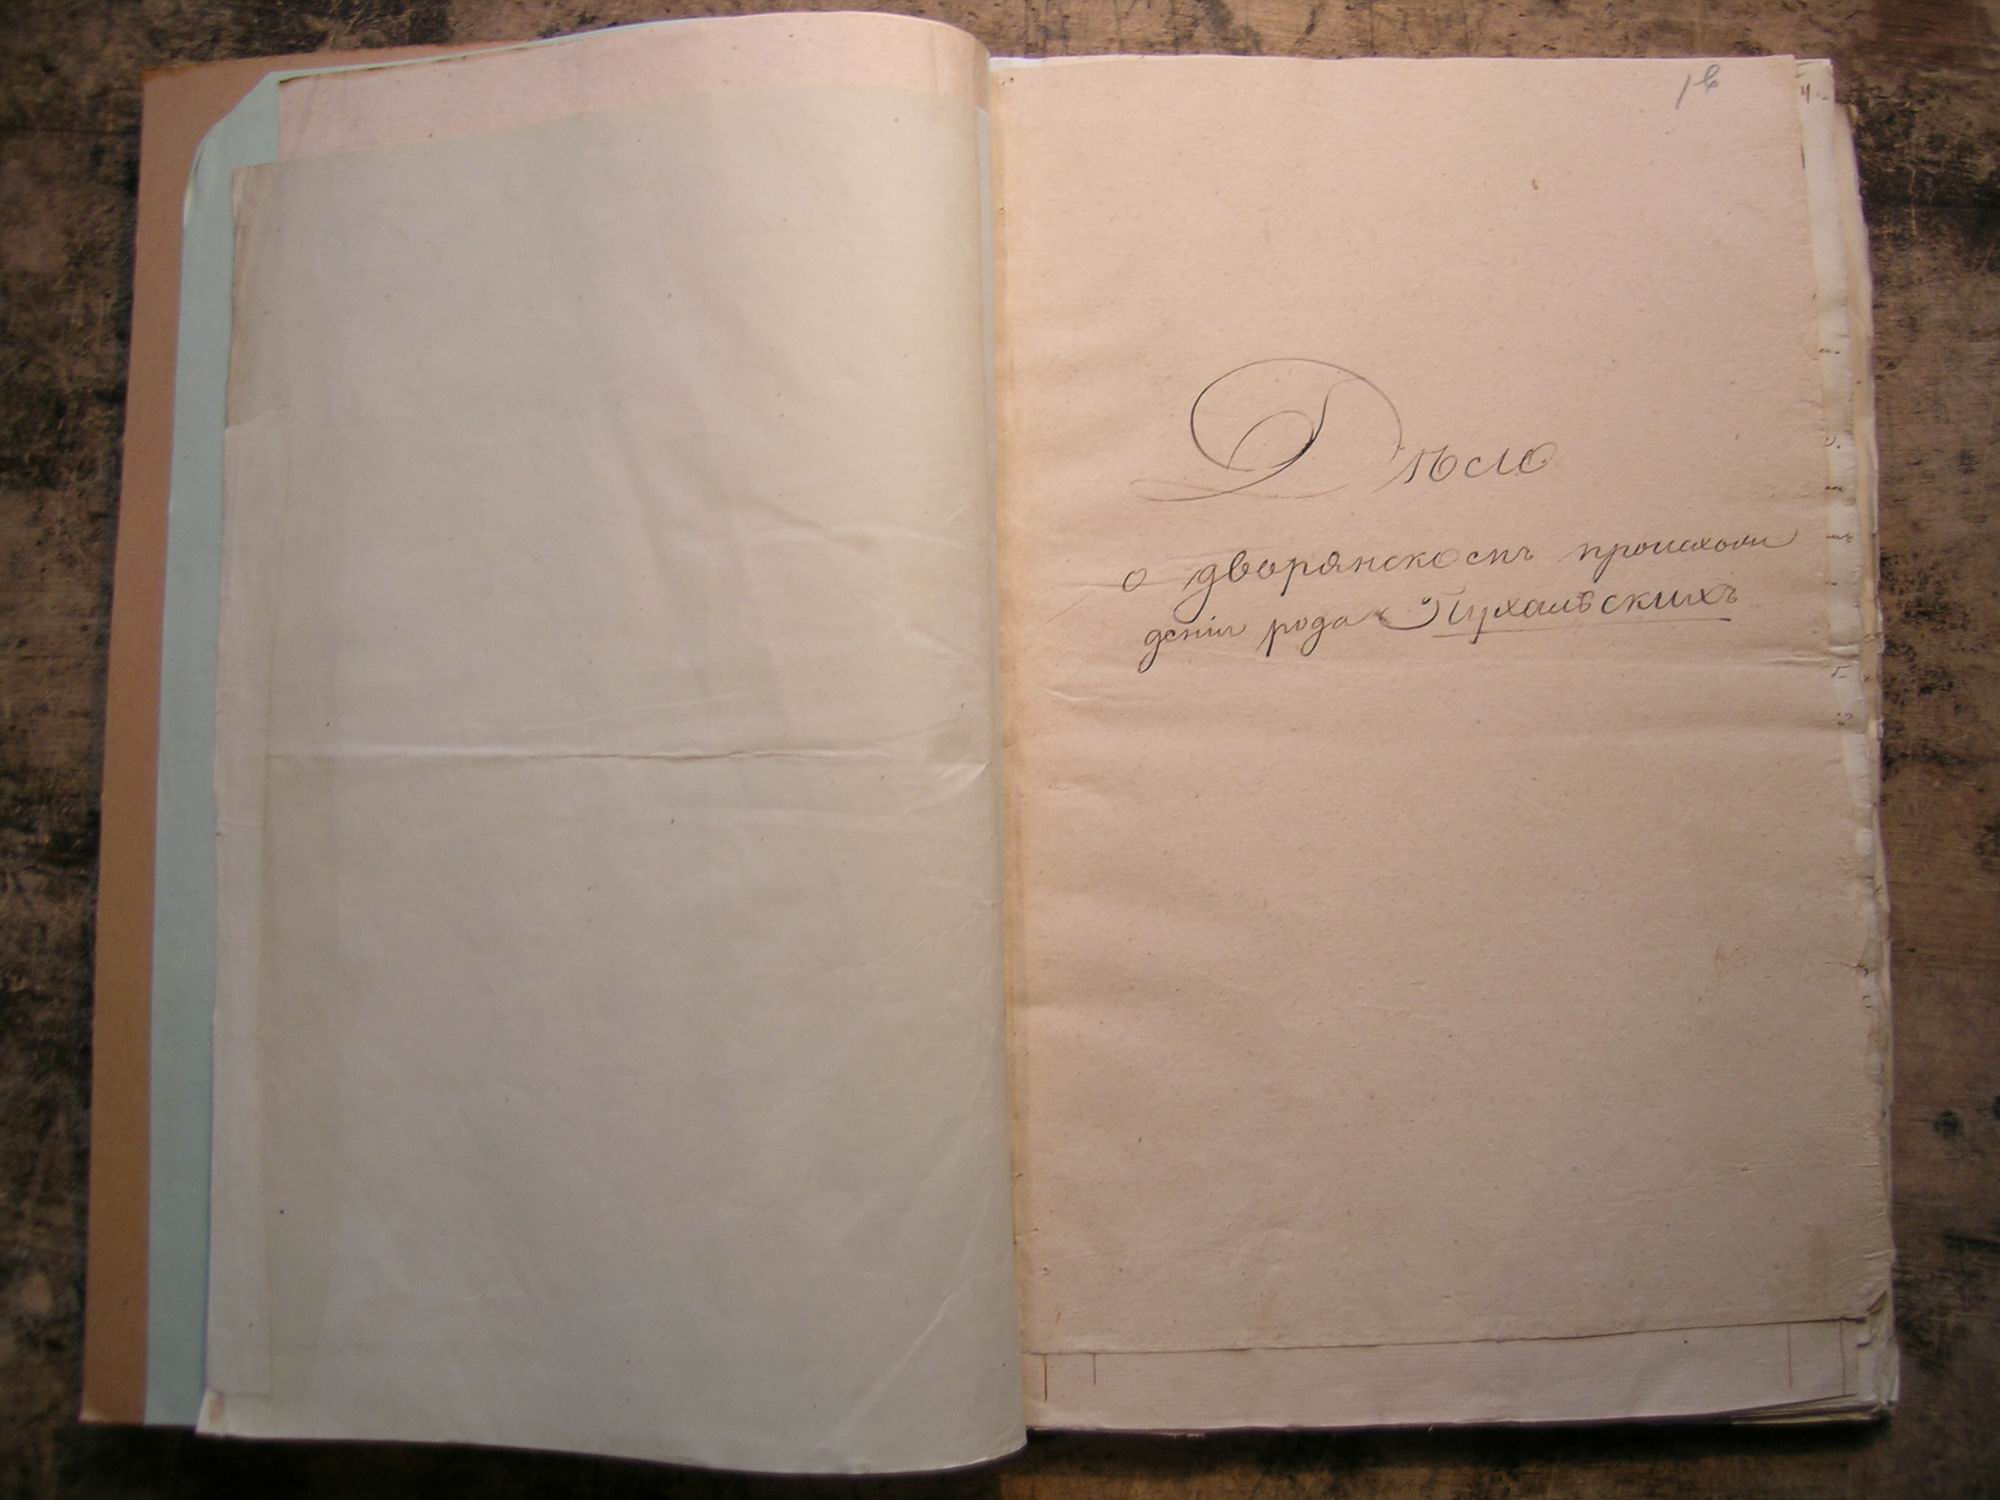 Дѣло
о дворянскомъ происхож
деніи рода Пухальскихъ